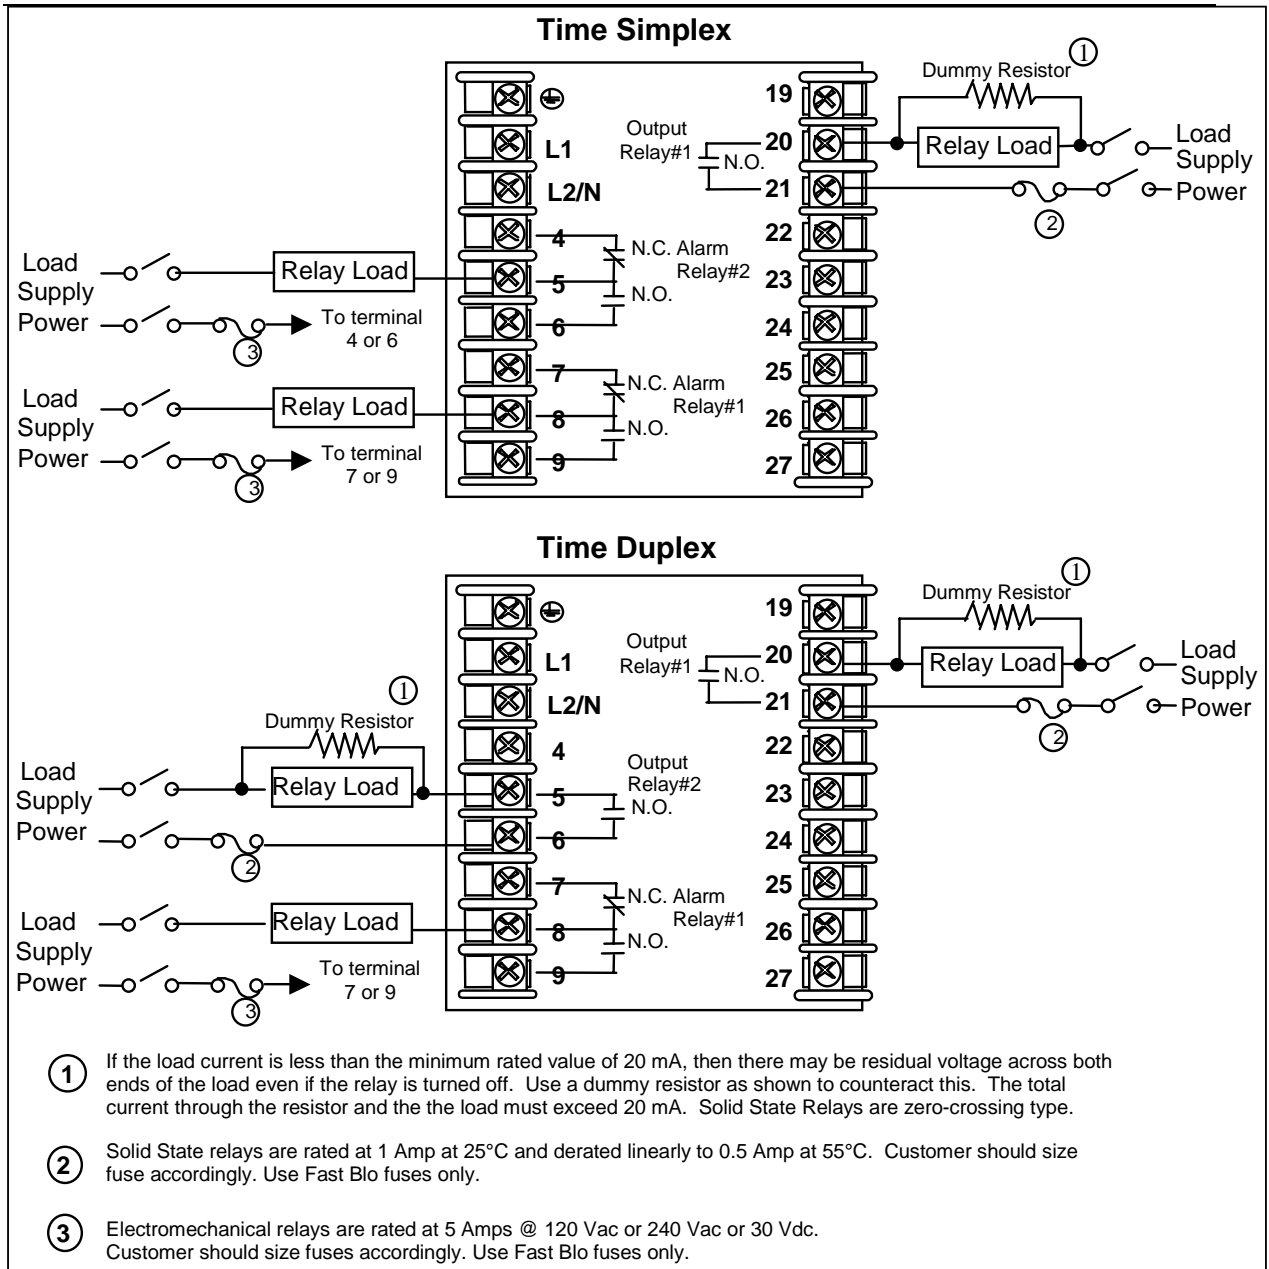 Time Simplex
1
Dummy Resistor
19
Output
Relay#1
N.O.
20
Relay Load
Load
Supply
Power
L1
21
L2/N
2
22
4
N.C. Alarm
Relay#2
23
Load
Supply
Power
Relay Load
5
N.O.
24
To terminal
4 or 6
6
3
25
7
N.C. Alarm
Relay#1
26
Load
Supply
Power
Relay Load
8
N.O.
27
To terminal
7 or 9
9
3
Time Duplex
1
Dummy Resistor
19
Output
Relay#1
N.O.
20
Relay Load
Load
Supply
Power
L1
21
L2/N
2
1
Dummy Resistor
22
4
Output
Relay#2
N.O.
23
Load
Supply
Power
Relay Load
5
24
6
2
25
7
N.C. Alarm
Relay#1
26
Load
Supply
Power
Relay Load
8
N.O.
27
To terminal
7 or 9
9
3
1 If the load current is less than the minimum rated value of 20 mA, then there may be residual voltage across both
ends of the load even if the relay is turned off. Use a dummy resistor as shown to counteract this. The total
current through the resistor and the the load must exceed 20 mA. Solid State Relays are zero-crossing type.
2 Solid State relays are rated at 1 Amp at 25°C and derated linearly to 0.5 Amp at 55°C. Customer should size
fuse accordingly. Use Fast Blo fuses only.
3 Electromechanical relays are rated at 5 Amps @ 120 Vac or 240 Vac or 30 Vdc.
Customer should size fuses accordingly. Use Fast Blo fuses only.